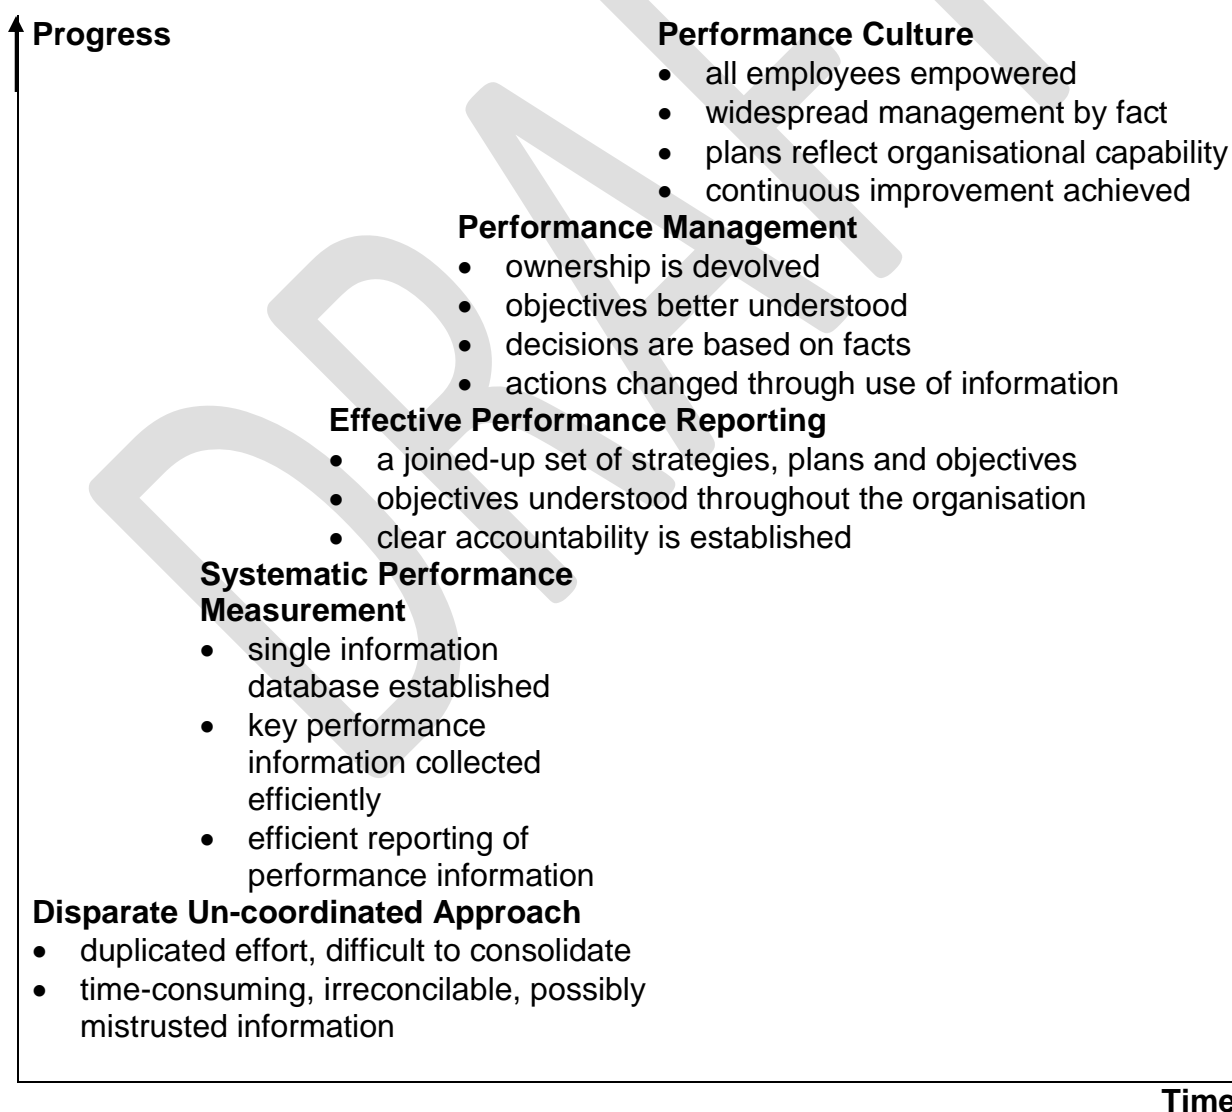 Progress
Performance Culture
• all employees empowered
• widespread management by fact
• plans reflect organisational capability
• continuous improvement achieved
Performance Management
• ownership is devolved
• objectives better understood
• decisions are based on facts
• actions changed through use of information
Effective Performance Reporting
• a joined-up set of strategies, plans and objectives
• objectives understood throughout the organisation
• clear accountability is established
Systematic Performance
Measurement
• single information
database established
• key performance
information collected
efficiently
• efficient reporting of
performance information
Disparate Un-coordinated Approach
• duplicated effort, difficult to consolidate
• time-consuming, irreconcilable, possibly
mistrusted information
Time
DRAF